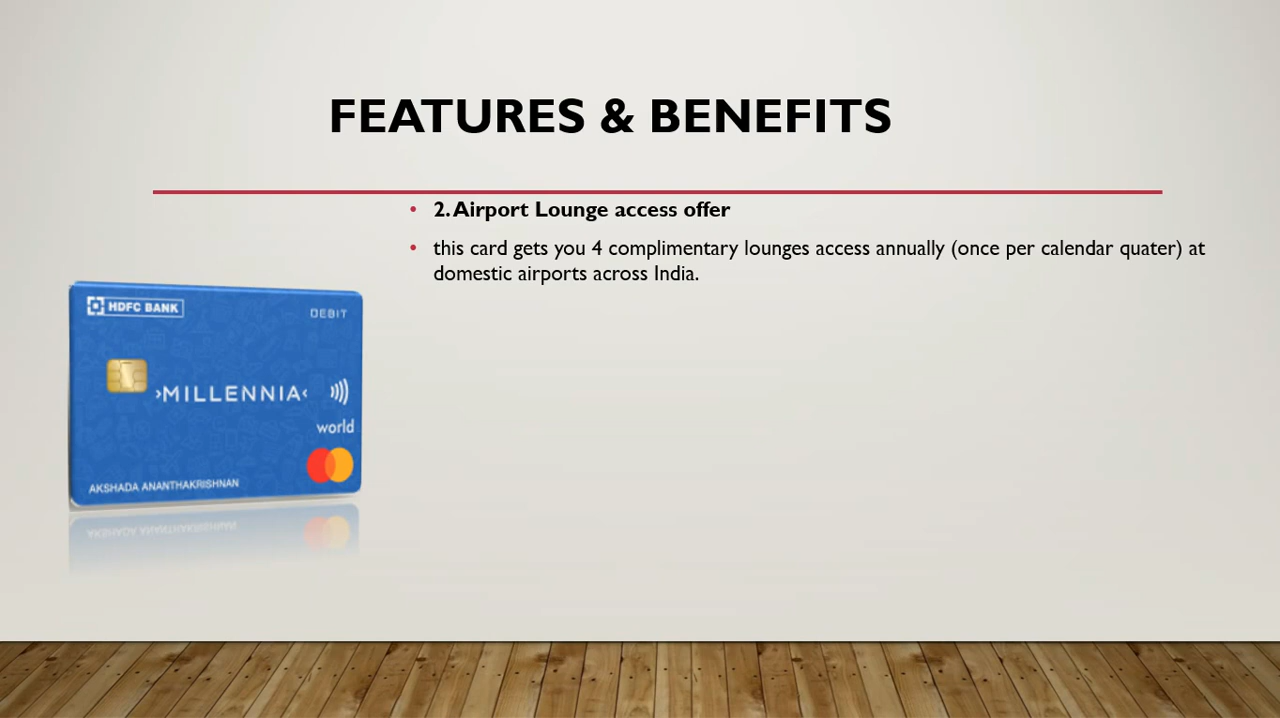 FEATURES & BENEFITS
• 2. Airport Lounge access offer
• this card gets you 4 complimentary lounges access annually (once per calendar quater) at
domestic airports across India.
HDFC BANK
DEBIT
›MILLENNIA‹
world
AKSHADA ANANTHAKRISHNAN